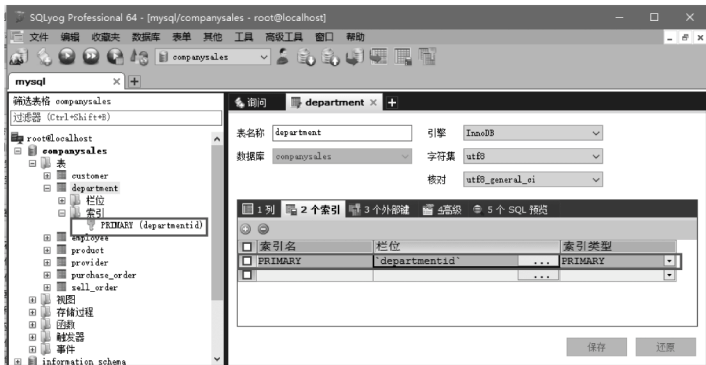 SQLyog Professional 64 - [mysql/companysales - root@localhost]
文件 编辑 收藏夹 数据库 表单 其他 工具 高级工具 窗口 帮助
companysales
mysql
筛选表格 companysales
过滤器 (Ctrl+Shift+B)
root@localhost
companysales
表
customer
department
栏位
索引
PRIMARY (departmentid)
employee
product
provider
purchase_order
sell_order
视图
存储过程
函数
触发器
事件
information_schema
询问 department
表名称 department 引擎 InnoDB
数据库 companysales 字符集 utf8
核对 utf8_general_ci
1 列 2 个索引 3 个外部键 4高级 5 个 SQL 预览
索引名 栏位 索引类型
PRIMARY `departmentid` ... PRIMARY
...
保存 还原